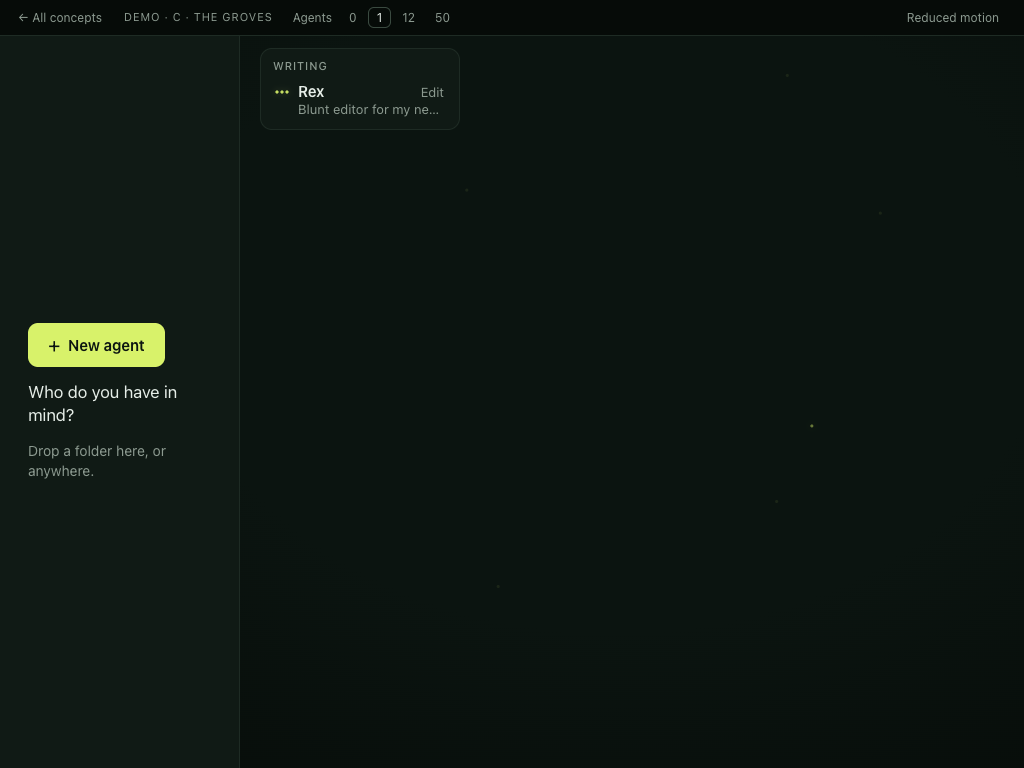 ← All concepts
DEMO · C · THE GROVES
Agents 0 1 12 50
Reduced motion
WRITING
Rex
Edit
Blunt editor for my ne…
+ New agent
Who do you have in
mind?
Drop a folder here, or
anywhere.